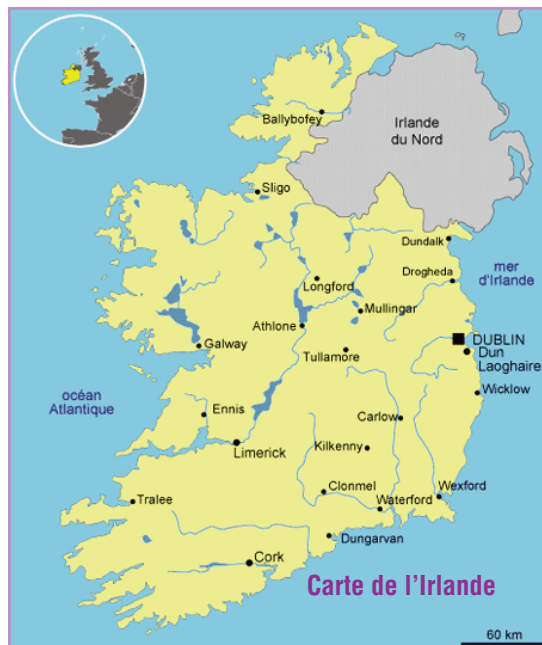 Ballybofey
Irlande
du Nord
Sligo
Dundalk
mer
d'Irlande
Drogheda
Longford
Mullingar
Athlone
DUBLIN
Galway
Tullamore
Dun
Laoghaire
océan
Atlantique
Wicklow
Ennis
Carlow
Limerick
Kilkenny
Clonmel
Wexford
Tralee
Waterford
Dungarvan
Cork
Carte de l'Irlande
60 km